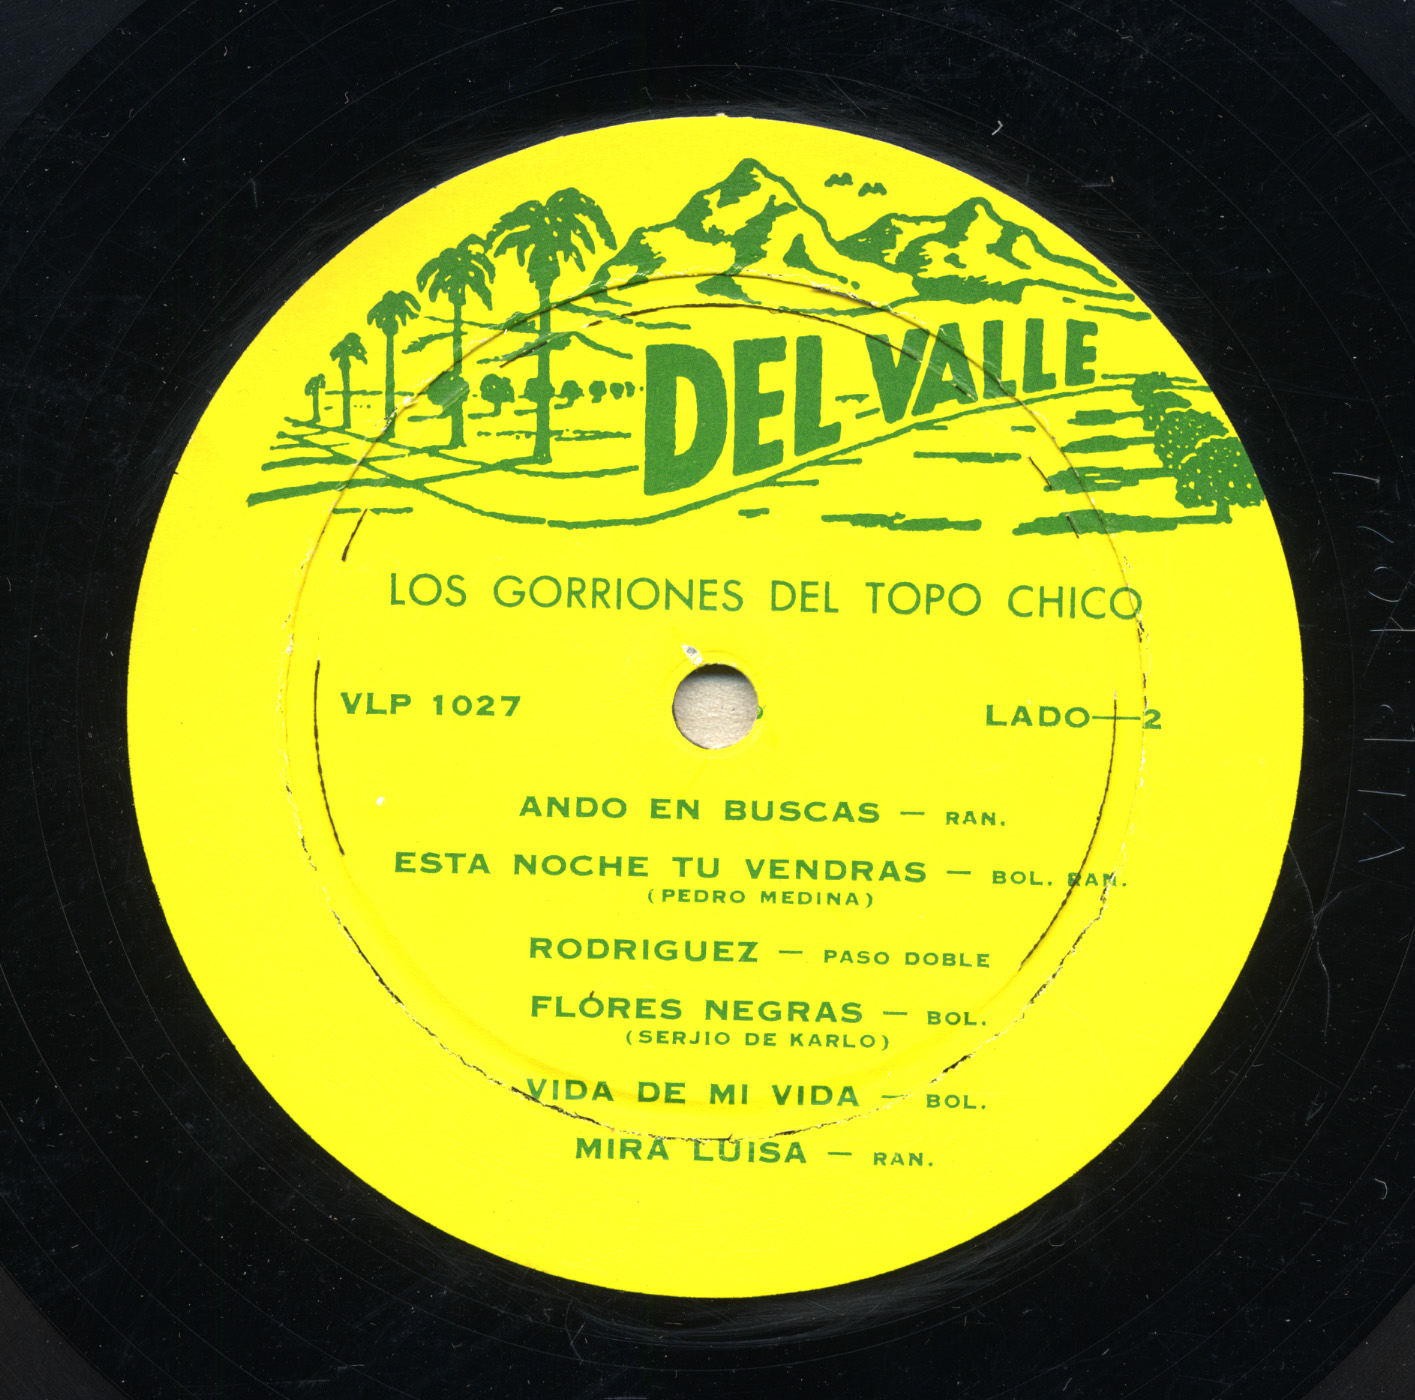 DEL VALLE
LOS GORRIONES DEL TOPO CHICO
VLP 1027
LADO—2
ANDO EN BUSCAS — RAN.
ESTA NOCHE TU VENDRAS — BOL. RAN.
(PEDRO MEDINA)
RODRIGUEZ — PASO DOBLE
FLÓRES NEGRAS — BOL.
(SERJIO DE KARLO)
VIDA DE MI VIDA — BOL.
MIRA LUISA — RAN.